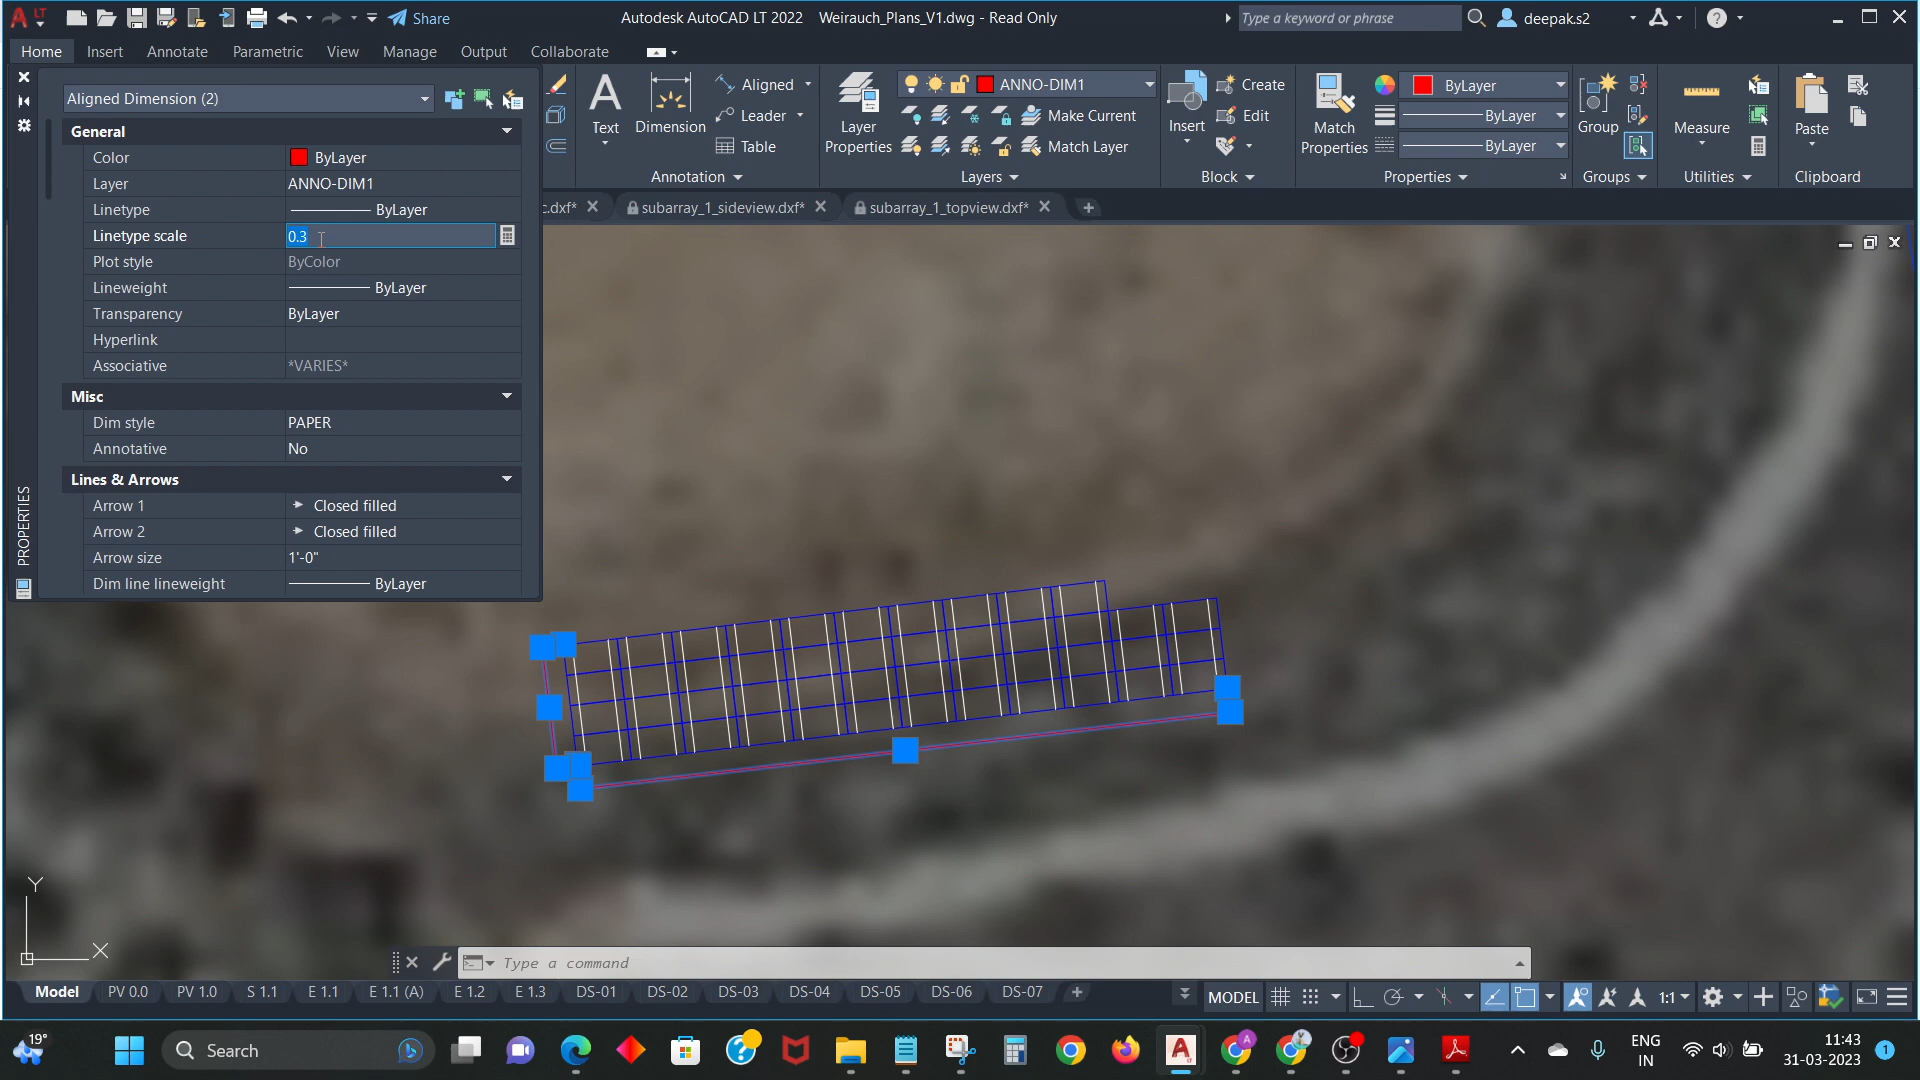 LT
Share
Autodesk AutoCAD LT 2022 Weirauch_Plans_V1.dwg - Read Only
Type a keyword or phrase
deepak.s2
Home Insert Annotate Parametric View Manage Output Collaborate
Aligned Dimension (2)
General
Color ByLayer
Layer ANNO-DIM1
Linetype ByLayer
Linetype scale 0.3
Plot style ByColor
Lineweight ByLayer
Transparency ByLayer
Hyperlink
Associative *VARIES*
Misc
Dim style PAPER
Annotative No
Lines & Arrows
Arrow 1 Closed filled
Arrow 2 Closed filled
Arrow size 1'-0"
Dim line lineweight ByLayer
PROPERTIES
Text
Dimension
Aligned
Leader
Table
Annotation
Layer
Properties
ANNO-DIM1
Make Current
Match Layer
Layers
Insert
Create
Edit
Block
Match
Properties
ByLayer
ByLayer
ByLayer
Properties
Group
Groups
Measure
Utilities
Paste
Clipboard
c.dxf* subarray_1_sideview.dxf* subarray_1_topview.dxf*
Y
X
Type a command
Model PV 0.0 PV 1.0 S 1.1 E 1.1 E 1.1 (A) E 1.2 E 1.3 DS-01 DS-02 DS-03 DS-04 DS-05 DS-06 DS-07
MODEL 1:1
19°
Search
ENG
IN
11:43
31-03-2023
1